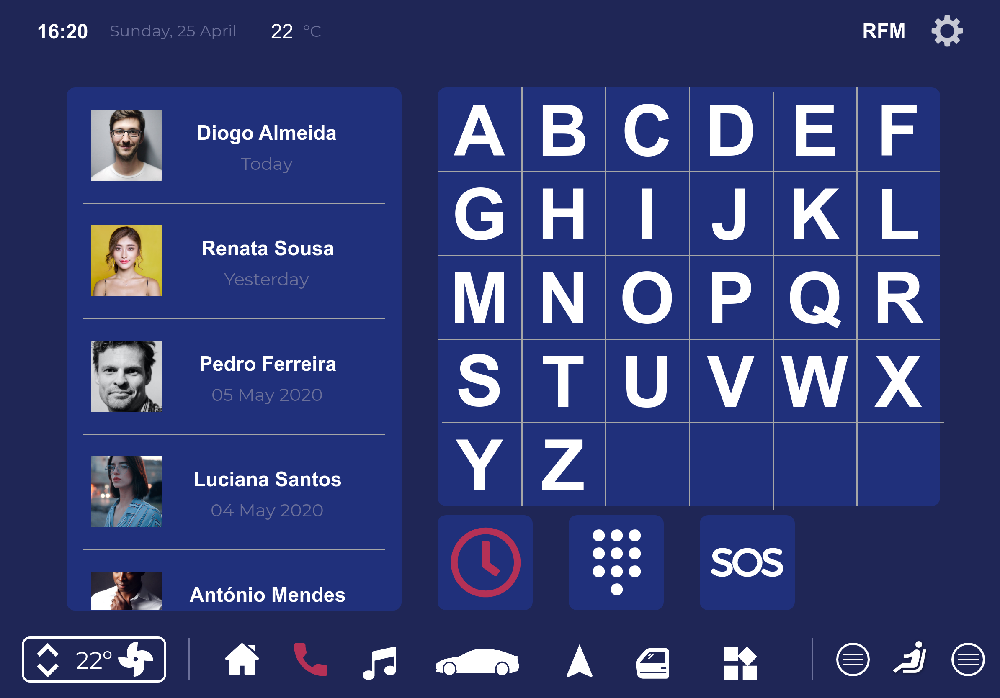 16:20 Sunday, 25 April 22 °C RFM
Diogo Almeida
Today
Renata Sousa
Yesterday
Pedro Ferreira
05 May 2020
Luciana Santos
04 May 2020
António Mendes
A B C D E F
G H I J K L
M N O P Q R
S T U V W X
Y Z
SOS
22°